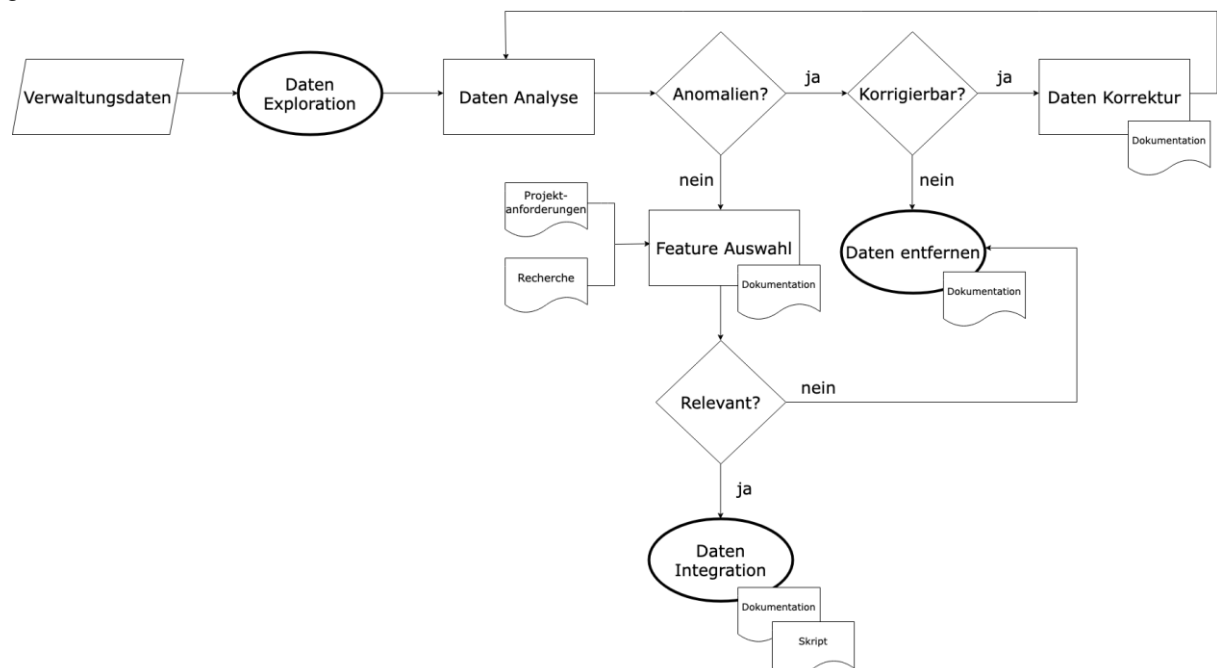 Verwaltungsdaten
Daten
Exploration
Daten Analyse
Anomalien?
ja
Korrigierbar?
ja
Daten Korrektur
Dokumentation
nein
nein
Projekt-
anforderungen
Recherche
Feature Auswahl
Dokumentation
Daten entfernen
Dokumentation
Relevant?
nein
ja
Daten
Integration
Dokumentation
Skript